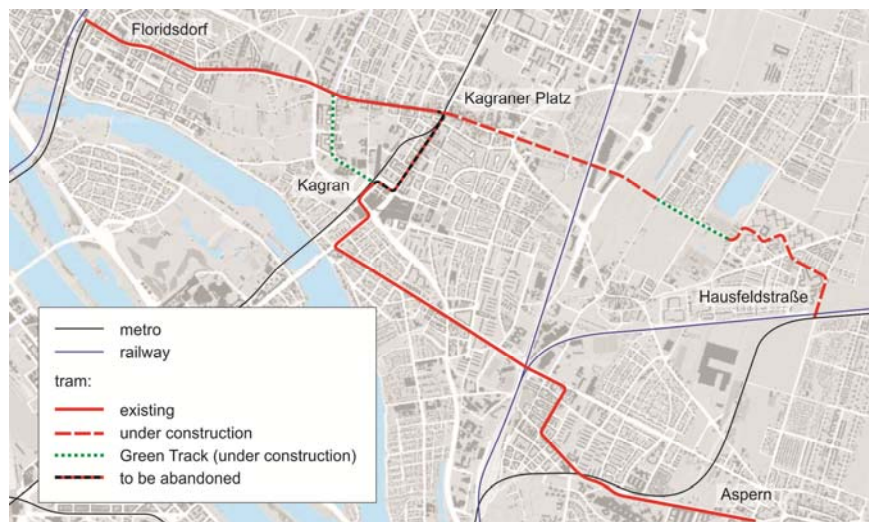 Floridsdorf
Kagraner Platz
Kagran
Hausfeldstraße
metro
railway
tram:
existing
under construction
Green Track (under construction)
to be abandoned
Aspern